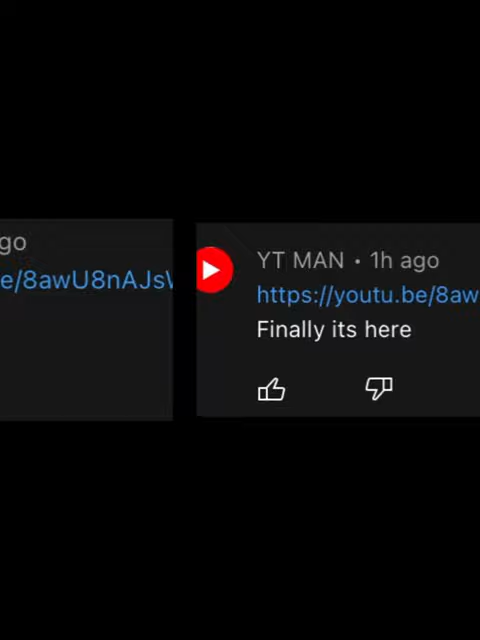 go
e/8awU8nAJs
YT MAN • 1h ago
https://youtu.be/8aw
Finally its here